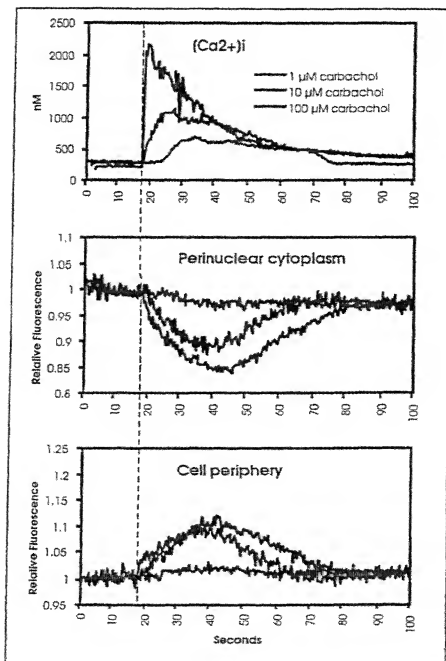 (Ca2+)i
1 µM carbachol
10 µM carbachol
100 µM carbachol
nM
2500
2000
1500
1000
500
0
0 10 20 30 40 50 60 70 80 90 100
Perinuclear cytoplasm
Relative Fluorescence
1.1
1.05
1
0.95
0.90
0.85
0.6
0 10 20 30 40 50 60 70 80 90 100
Cell periphery
Relative Fluorescence
1.25
1.20
1.15
1.10
1.05
1
0.95
0 10 20 30 40 50 60 70 80 90 100
Seconds